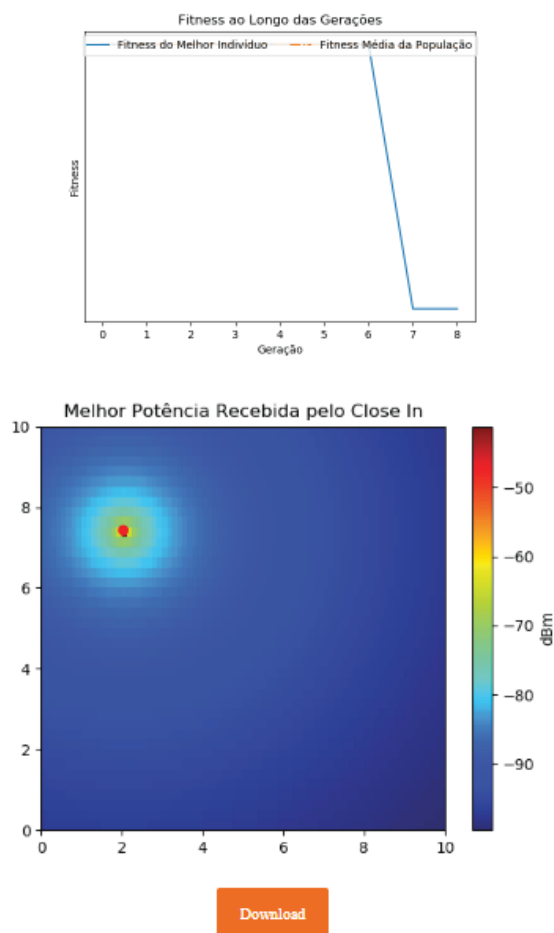 Fitness ao Longo das Gerações
Fitness do Melhor Indivíduo Fitness Média da População
Fitness
0 1 2 3 4 5 6 7 8
Geração
Melhor Potência Recebida pelo Close In
10
8
6
4
2
0
0 2 4 6 8 10
−50
−60
−70
−80
−90
dBm
Download